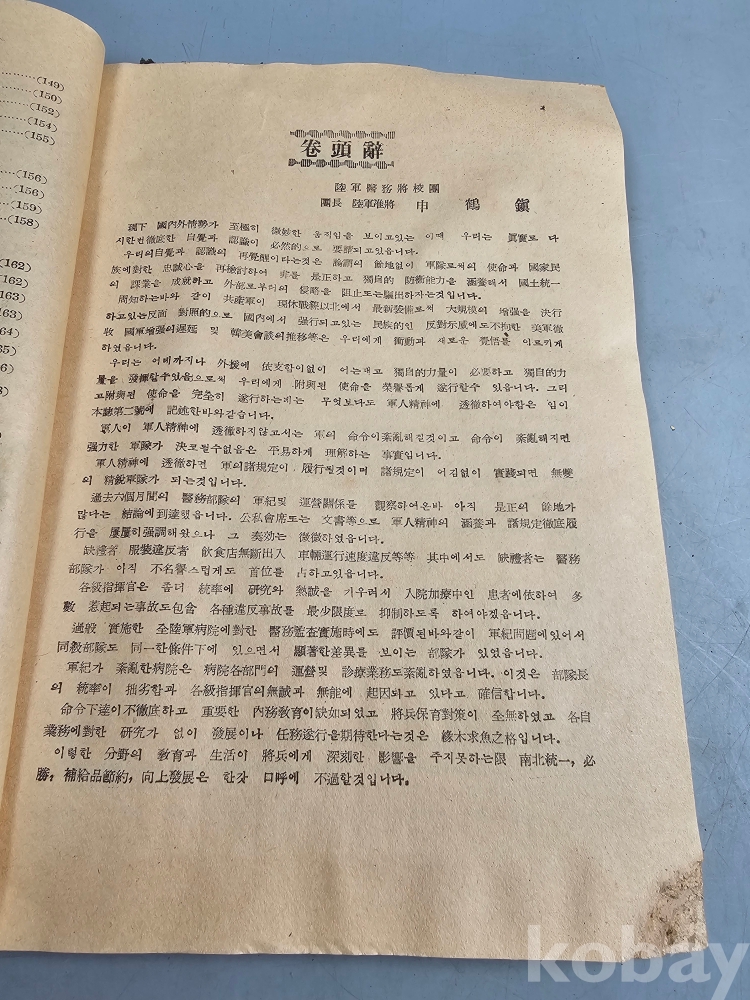 (149)
(150)
(152)
(154)
(155)
(156)
(156)
(159)
(158)
(162)
(162)
163)
163)
64)
65)
66)
68)
卷頭辭
陸軍醫務將校團
團長 陸軍准將 申鶴鎭
現下 國內外情勢가 至極히 微妙한 움직임을 보이고있는 이때 우리는 眞實로 다
시한번徹底한 自覺과 認識이 必然的으로 要請되고있읍니다.
우리의自覺과 認識의 再覺醒이라는것은 論議의 餘地없이 軍隊로써의 使命과 國家民
族에對한 忠誠心을 再檢討하여 非를 是正하고 獨自的 防衛能力을 涵養해서 國土統一
의 課業을 成就하고 外部로부터의 侵略을 阻止또는驅出하자는것입니다.
周知하는바와 같이 共產軍이 現休戰線以北에서 最新裝備로써 大規模의 增强을 決行
하고있는反面 對照的으로 國內에서 强行되고있는 民族的인 反對示威에도不拘한 美軍撤
收 國軍增强의遲延 및 韓美會談의推移等은 우리에게 衝動과 새로운 覺悟를 이르키게
하였읍니다.
우리는 어데까지나 外援에 依支함이없이 어는때고 獨自的力量이 必要하고 獨自的力
量을 發揮할수있음으로써 우리에게 附與된 使命을 榮譽롭게 遂行할수 있읍니다. 그리
고附與된 使命을 完全히 遂行하는데는 무엇보다도 軍人精神에 透徹하여야함은 임이
本誌第二號에 記述한바와같습니다.
軍人이 軍人精神에 透徹하지않고서는 軍의 命令이紊亂해질것이고 命令이 紊亂해지면
强力한 軍隊가 決코될수없음은 平易하게 理解하는 事實입니다.
軍人精神에 透徹하면 軍의諸規定이 履行될것이며 諸規定이 어김없이 實踐되면 無雙
의 精銳軍隊가 되는것입니다.
過去六個月間의 醫務部隊의 軍紀및 運營關係를 觀察하여온바 아직 是正의 餘地가
많다는 結論에到達했읍니다. 公私會席또는 文書等으로 軍人精神의 涵養과 諸規定徹底履
行을 屢屢히强調해왔으나 그 奏効는 微微하였읍니다.
缺禮者 服裝違反者 飮食店無斷出入 車輛運行速度違反等等 其中에서도 缺禮者는 醫務
部隊가 아직 不名譽스럽게도 首位를 占하고있읍니다.
各級指揮官은 좀더 統率에 硏究와 熱誠을 기우려서 入院加療中인 患者에依하여 多
數 惹起되는事故도包含 各種違反事故를 最少限度로 抑制하도록 하여야겠읍니다.
過般 實施한 全陸軍病院에對한 醫務監查實施時에도 評價된바와같이 軍紀問題에있어서
同敎部隊도 同一한條件下에 있으면서 顯著한差異를 보이는 部隊가 있었읍니다.
軍紀가 紊亂한病院은 病院各部門의 運營및 診療業務도紊亂하였읍니다. 이것은 部隊長
의 統率이 拙劣함과 各級指揮官의無誠과 無能에 起因되고 있다고 確信합니다.
命令下達이不徹底하고 重要한 內務敎育이缺如되었고 將兵保育對策이 全無하였고 各自
業務에對한 硏究가 없이 發展이나 任務遂行을期待한다는것은 緣木求魚之格입니다.
이렇한 分野의 敎育과 生活이 將兵에게 深刻한 影響을 주지못하는限 南北統一, 必
勝, 補給品節約, 向上發展은 한갓 口呼에 不過할것입니다.
kobay